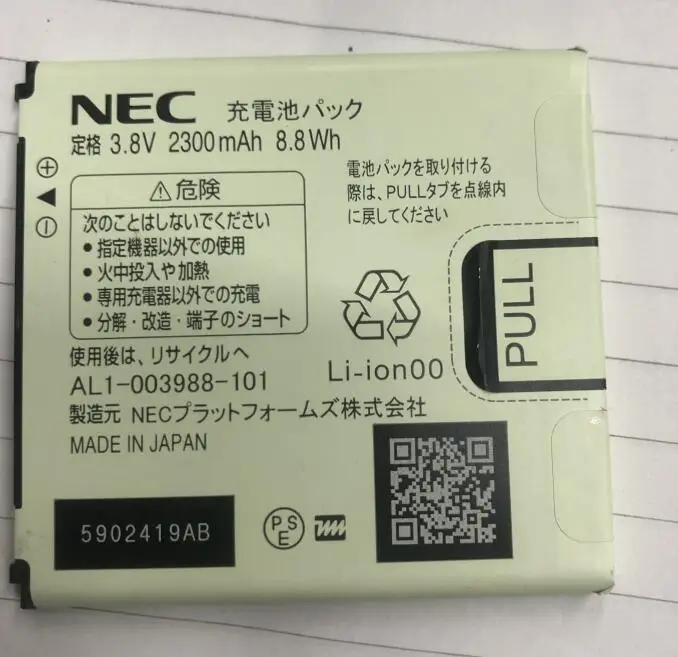 NEC 充電池パック
定格 3.8V 2300mAh 8.8Wh
⚠危険
次のことはしないでください
•指定機器以外での使用
•火中投入や加熱
•専用充電器以外での充電
•分解・改造・端子のショート
電池パックを取り付ける
際は、PULLタブを点線内
に戻してください
PULL
Li-ion00
使用後は、リサイクルへ
AL1-003988-101
製造元 NECプラットフォームズ株式会社
MADE IN JAPAN
5902419AB
PSE